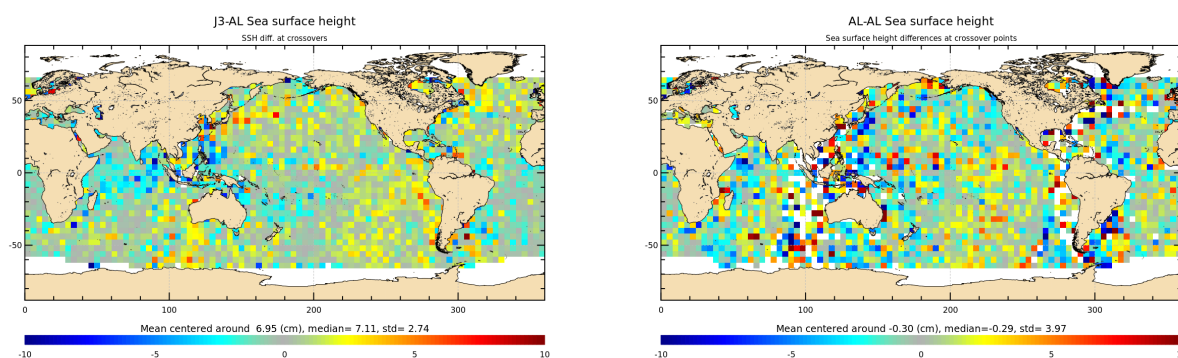 J3-AL Sea surface height
SSH diff. at crossovers
50
0
-50
0 100 200 300
Mean centered around 6.95 (cm), median= 7.11, std= 2.74
-10 -5 0 5 10
AL-AL Sea surface height
Sea surface height differences at crossover points
50
0
-50
0 100 200 300
Mean centered around -0.30 (cm), median=-0.29, std= 3.97
-10 -5 0 5